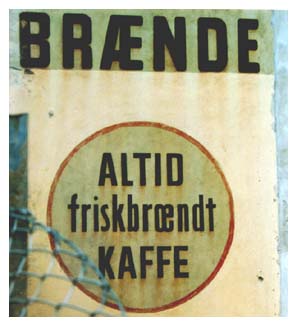 BRÆNDE
ALTID
friskbrændt
KAFFE